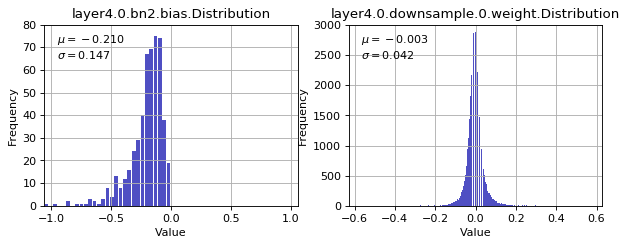 layer4.0.bn2.bias.Distribution
μ = −0.210
σ = 0.147
Frequency
80
70
60
50
40
30
20
10
0
−1.0 −0.5 0.0 0.5 1.0
Value
layer4.0.downsample.0.weight.Distribution
μ = −0.003
σ = 0.042
Frequency
3000
2500
2000
1500
1000
500
0
−0.6 −0.4 −0.2 0.0 0.2 0.4 0.6
Value